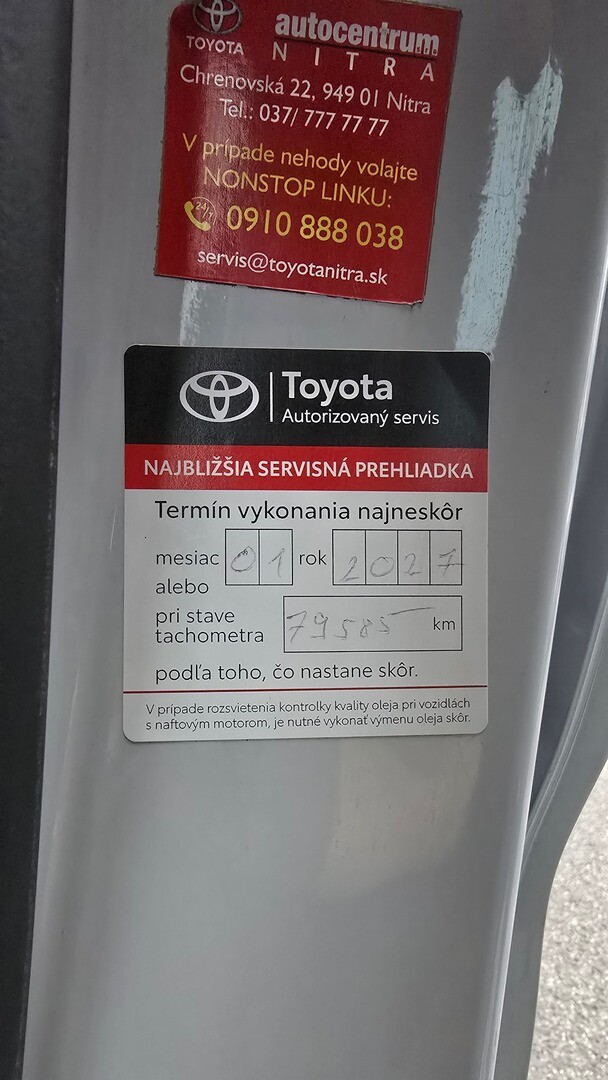 TOYOTA
autocentrum...
NITRA
Chrenovská 22, 949 01 Nitra
Tel.: 037/ 777 77 77
V prípade nehody volajte
NONSTOP LINKU:
24/7 0910 888 038
servis@toyotanitra.sk
Toyota
Autorizovaný servis
NAJBLIŽŠIA SERVISNÁ PREHLIADKA
Termín vykonania najneskôr
mesiac 01 rok 2027
alebo
pri stave
tachometra 79585 km
podľa toho, čo nastane skôr.
V prípade rozsvietenia kontrolky kvality oleja pri vozidlách
s naftovým motorom, je nutné vykonať výmenu oleja skôr.